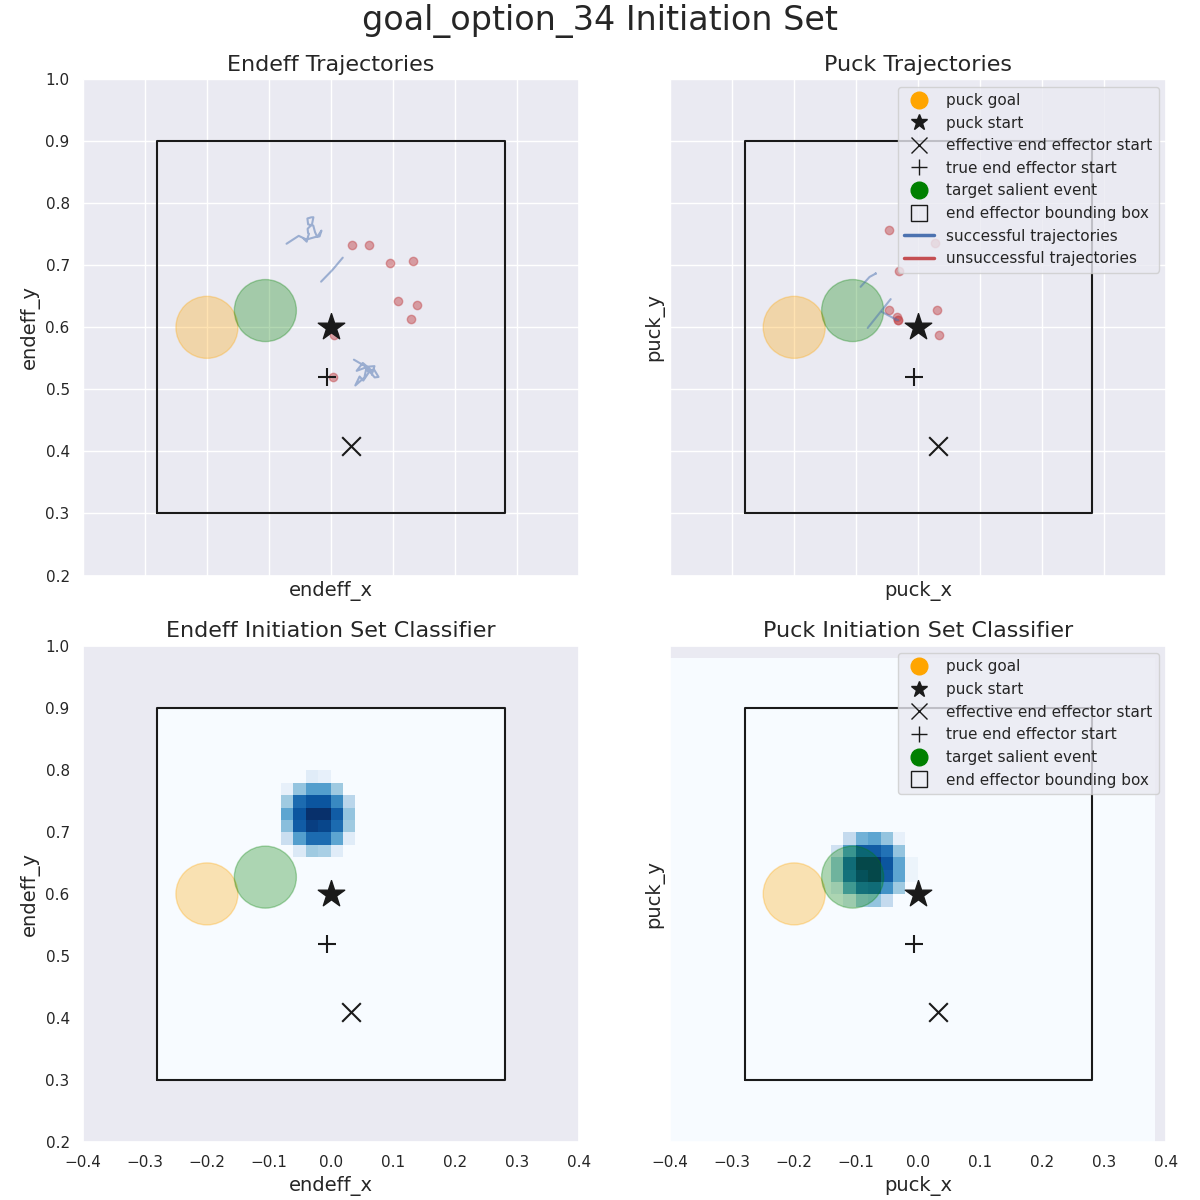 goal_option_34 Initiation Set
Endeff Trajectories
1.0
0.9
0.8
0.7
0.6
0.5
0.4
0.3
0.2
endeff_y
endeff_x
Puck Trajectories
puck goal
puck start
effective end effector start
true end effector start
target salient event
end effector bounding box
successful trajectories
unsuccessful trajectories
puck_y
puck_x
Endeff Initiation Set Classifier
1.0
0.9
0.8
0.7
0.6
0.5
0.4
0.3
0.2
endeff_y
−0.4 −0.3 −0.2 −0.1 0.0 0.1 0.2 0.3 0.4
endeff_x
Puck Initiation Set Classifier
puck goal
puck start
effective end effector start
true end effector start
target salient event
end effector bounding box
puck_y
−0.4 −0.3 −0.2 −0.1 0.0 0.1 0.2 0.3 0.4
puck_x